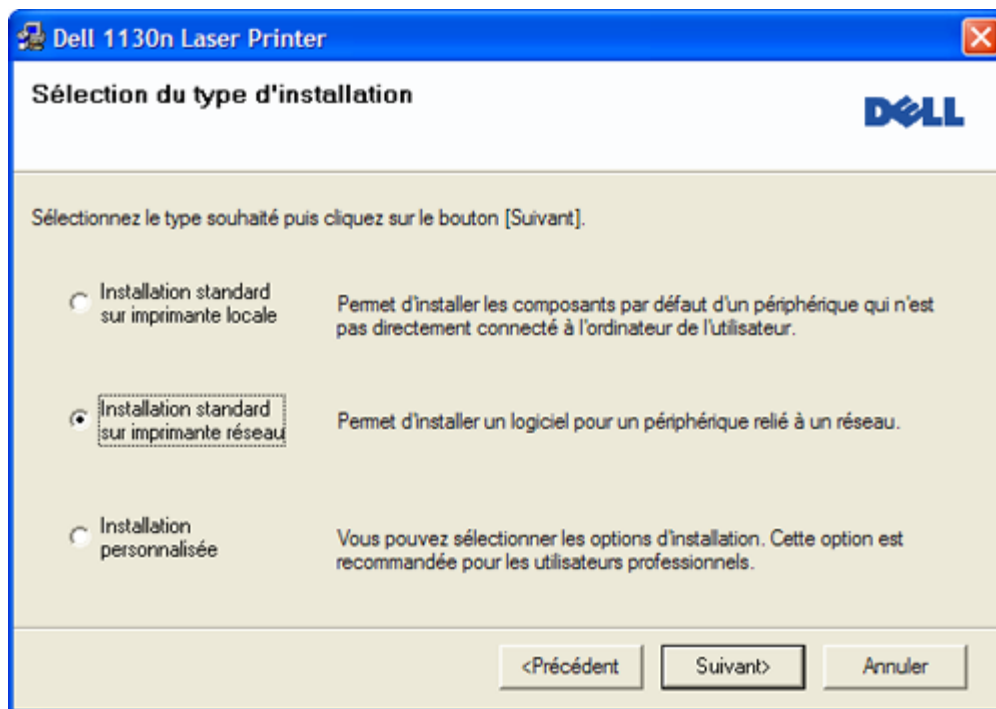 Dell 1130n Laser Printer
Sélection du type d'installation
DELL
Sélectionnez le type souhaité puis cliquez sur le bouton [Suivant].
Installation standard
sur imprimante locale
Permet d'installer les composants par défaut d'un périphérique qui n'est
pas directement connecté à l'ordinateur de l'utilisateur.
Installation standard
sur imprimante réseau
Permet d'installer un logiciel pour un périphérique relié à un réseau.
Installation
personnalisée
Vous pouvez sélectionner les options d'installation. Cette option est
recommandée pour les utilisateurs professionnels.
<Précédent
Suivant>
Annuler